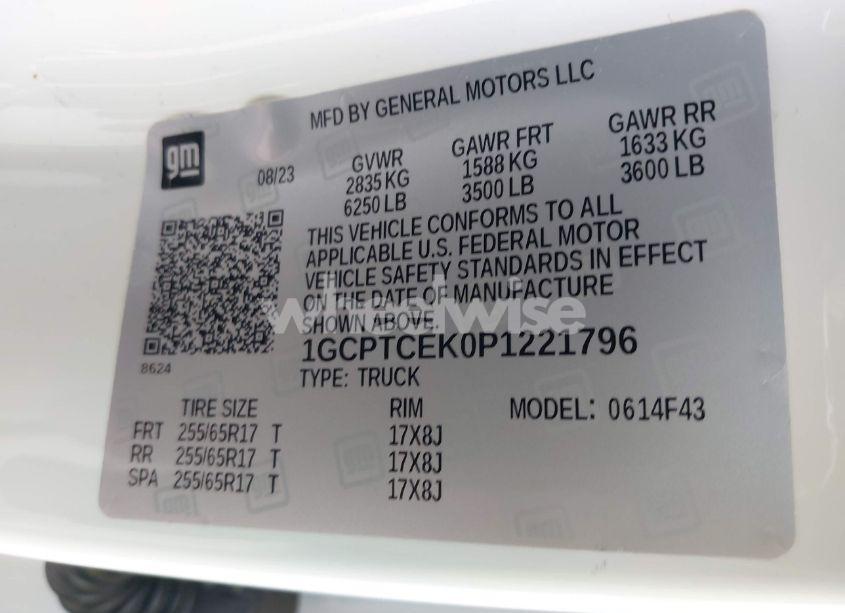 MFD BY GENERAL MOTORS LLC
gm
08/23
GVWR GAWR FRT GAWR RR
2835 KG 1588 KG 1633 KG
6250 LB 3500 LB 3600 LB
THIS VEHICLE CONFORMS TO ALL
APPLICABLE U.S. FEDERAL MOTOR
VEHICLE SAFETY STANDARDS IN EFFECT
ON THE DATE OF MANUFACTURE
SHOWN ABOVE.
wheelwise
8624
1GCPTCEK0P1221796
TYPE: TRUCK
TIRE SIZE RIM MODEL: 0614F43
FRT 255/65R17 T 17X8J
RR 255/65R17 T 17X8J
SPA 255/65R17 T 17X8J